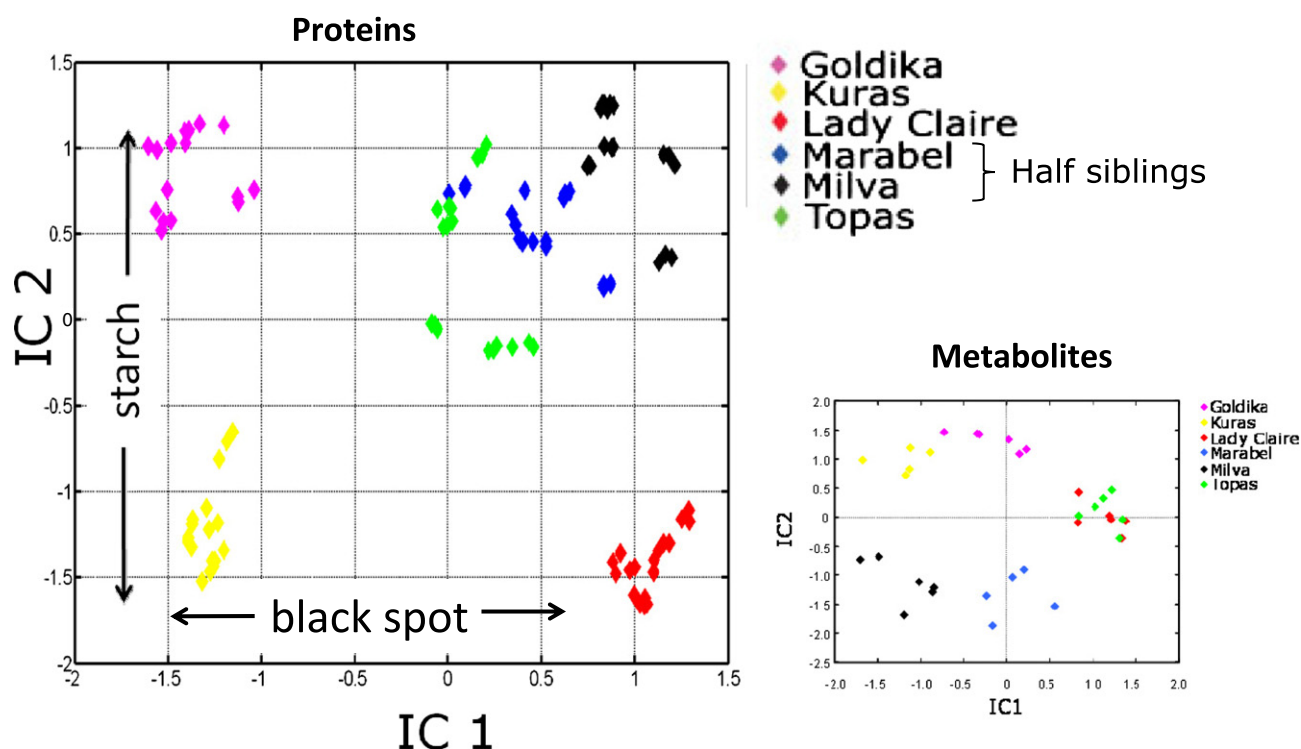 Proteins
1.5
1
0.5
0
-0.5
-1
-1.5
-2
IC 2
starch
black spot
-2
-1.5
-1
0.5
0
0.5
1.0
1.5
IC 1
Goldika
Kuras
Lady Claire
Marabel
Milva
Topas
Half siblings
Metabolites
2.0
1.5
1.0
0.5
0
-0.5
-1.0
-1.5
-2.0
-2.5
IC2
-2.0
-1.5
-1.0
-0.5
0
0.5
1.0
1.5
2.0
IC1
Goldika
Kuras
Lady Claire
Marabel
Milva
Topas